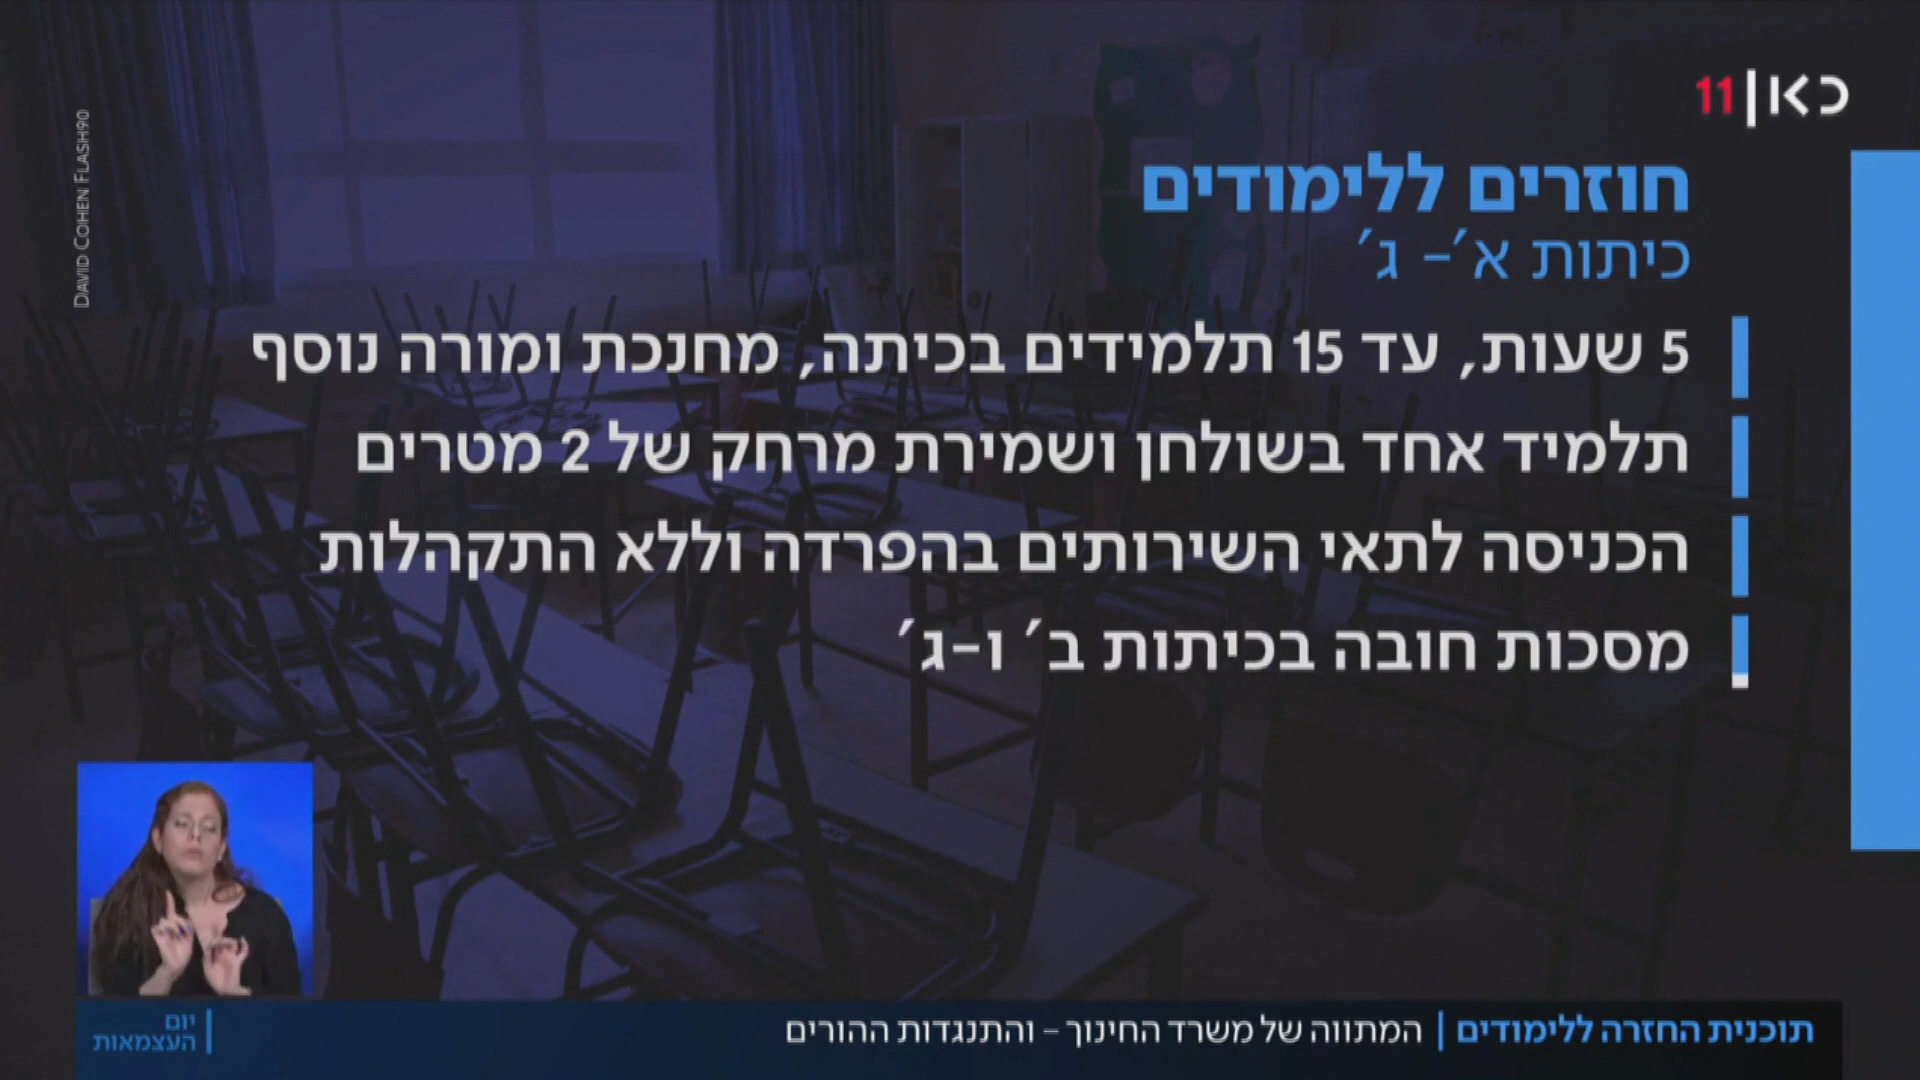 כאן 11
DAVID COHEN FLASH90
חוזרים ללימודים
כיתות א׳- ג׳
5 שעות, עד 15 תלמידים בכיתה, מחנכת ומורה נוסף
תלמיד אחד בשולחן ושמירת מרחק של 2 מטרים
הכניסה לתאי השירותים בהפרדה וללא התקהלות
מסכות חובה בכיתות ב׳ ו-ג׳
תוכנית החזרה ללימודים | המתווה של משרד החינוך - והתנגדות ההורים
יום
העצמאות